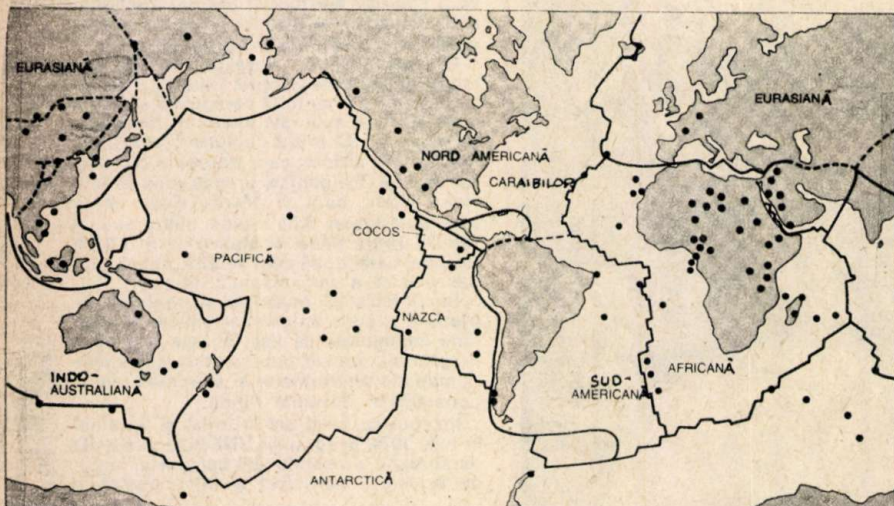 EURASIANĂ
EURASIANĂ
NORD AMERICANĂ
CARAIBILOR
COCOS
PACIFICĂ
NAZCA
INDO-
AUSTRALIANĂ
SUD-
AMERICANĂ
AFRICANĂ
ANTARCTICĂ